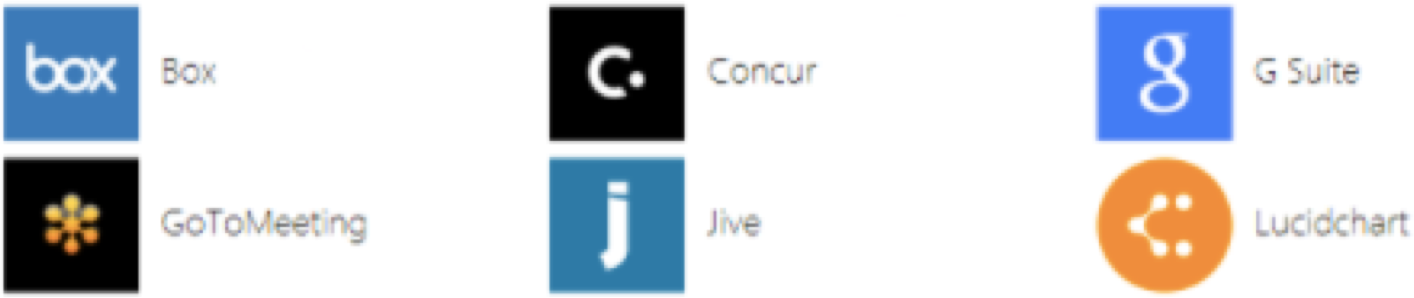 box Box
C. Concur
g G Suite
GoToMeeting
j Jive
Lucidchart